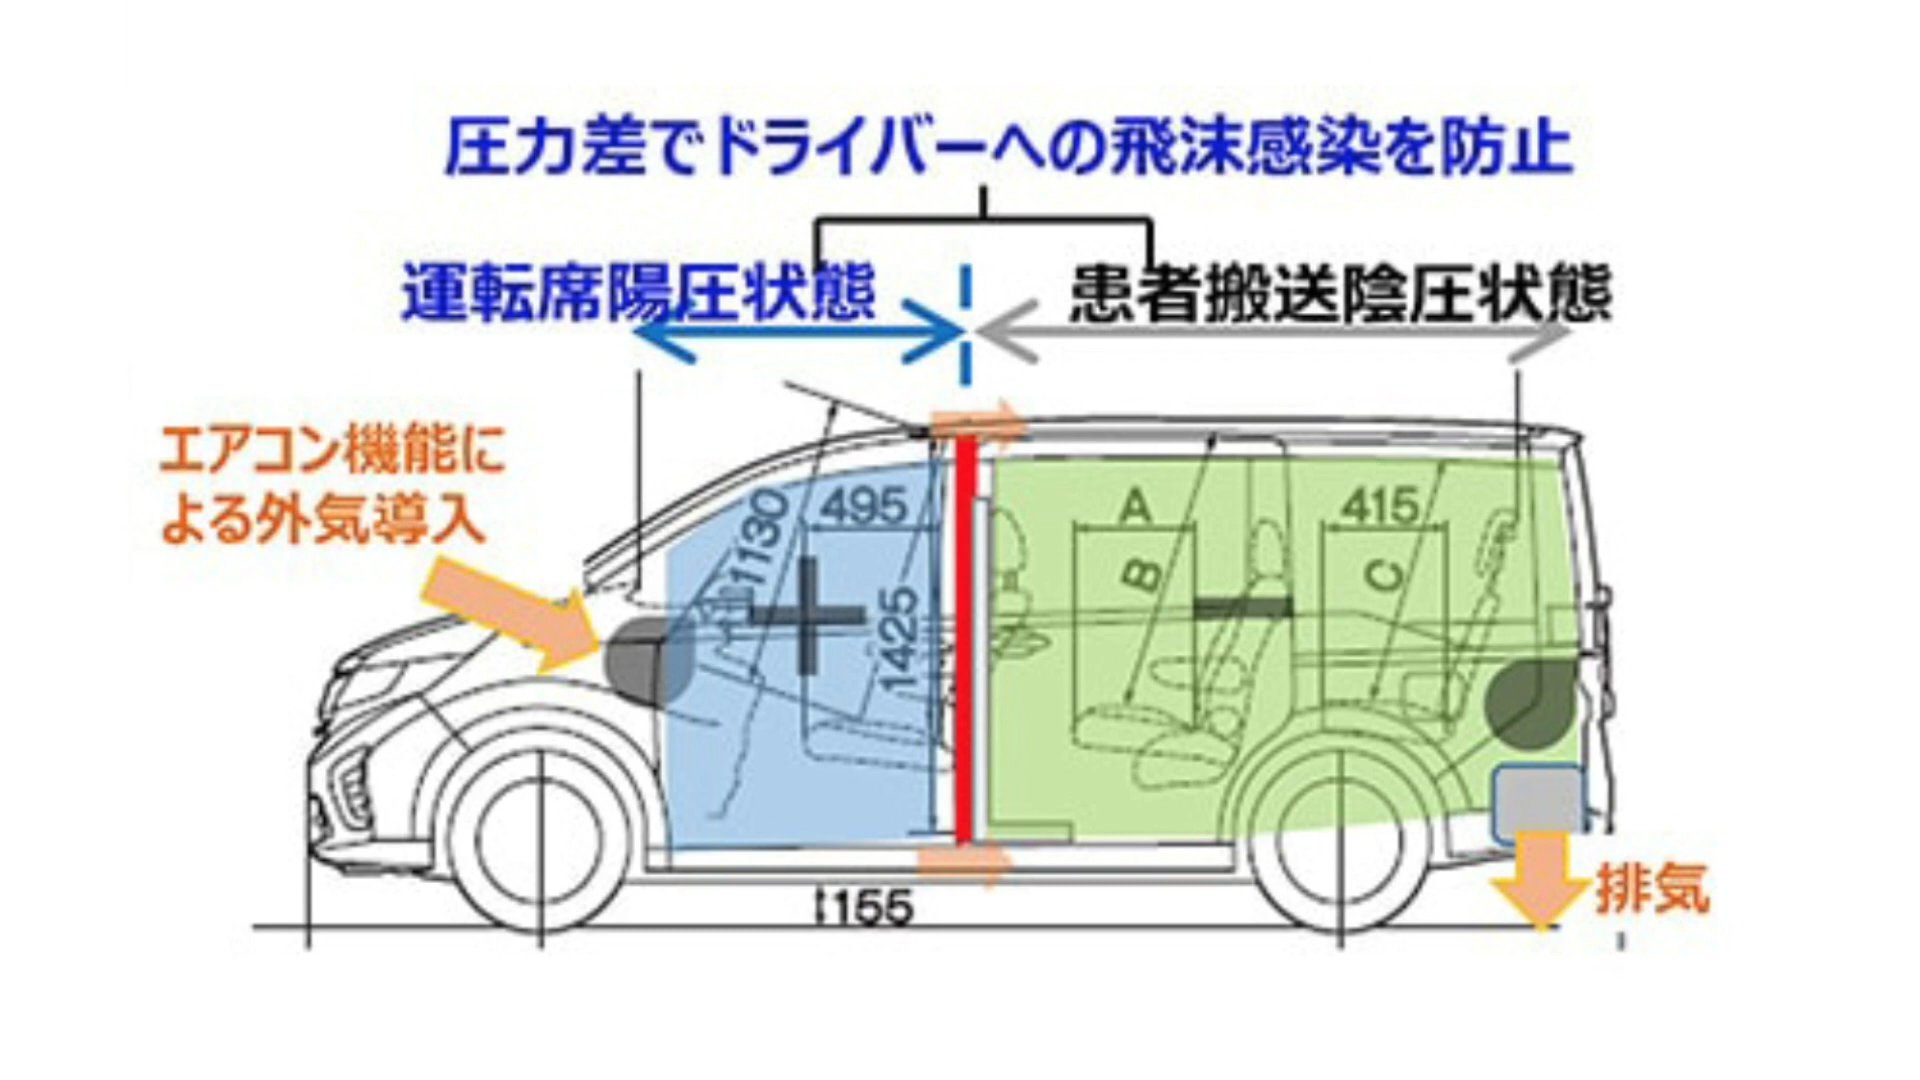 圧力差でドライバーへの飛沫感染を防止
運転席陽圧状態
患者搬送陰圧状態
エアコン機能に
よる外気導入
1130
495
1425
A
B
415
C
155
排気